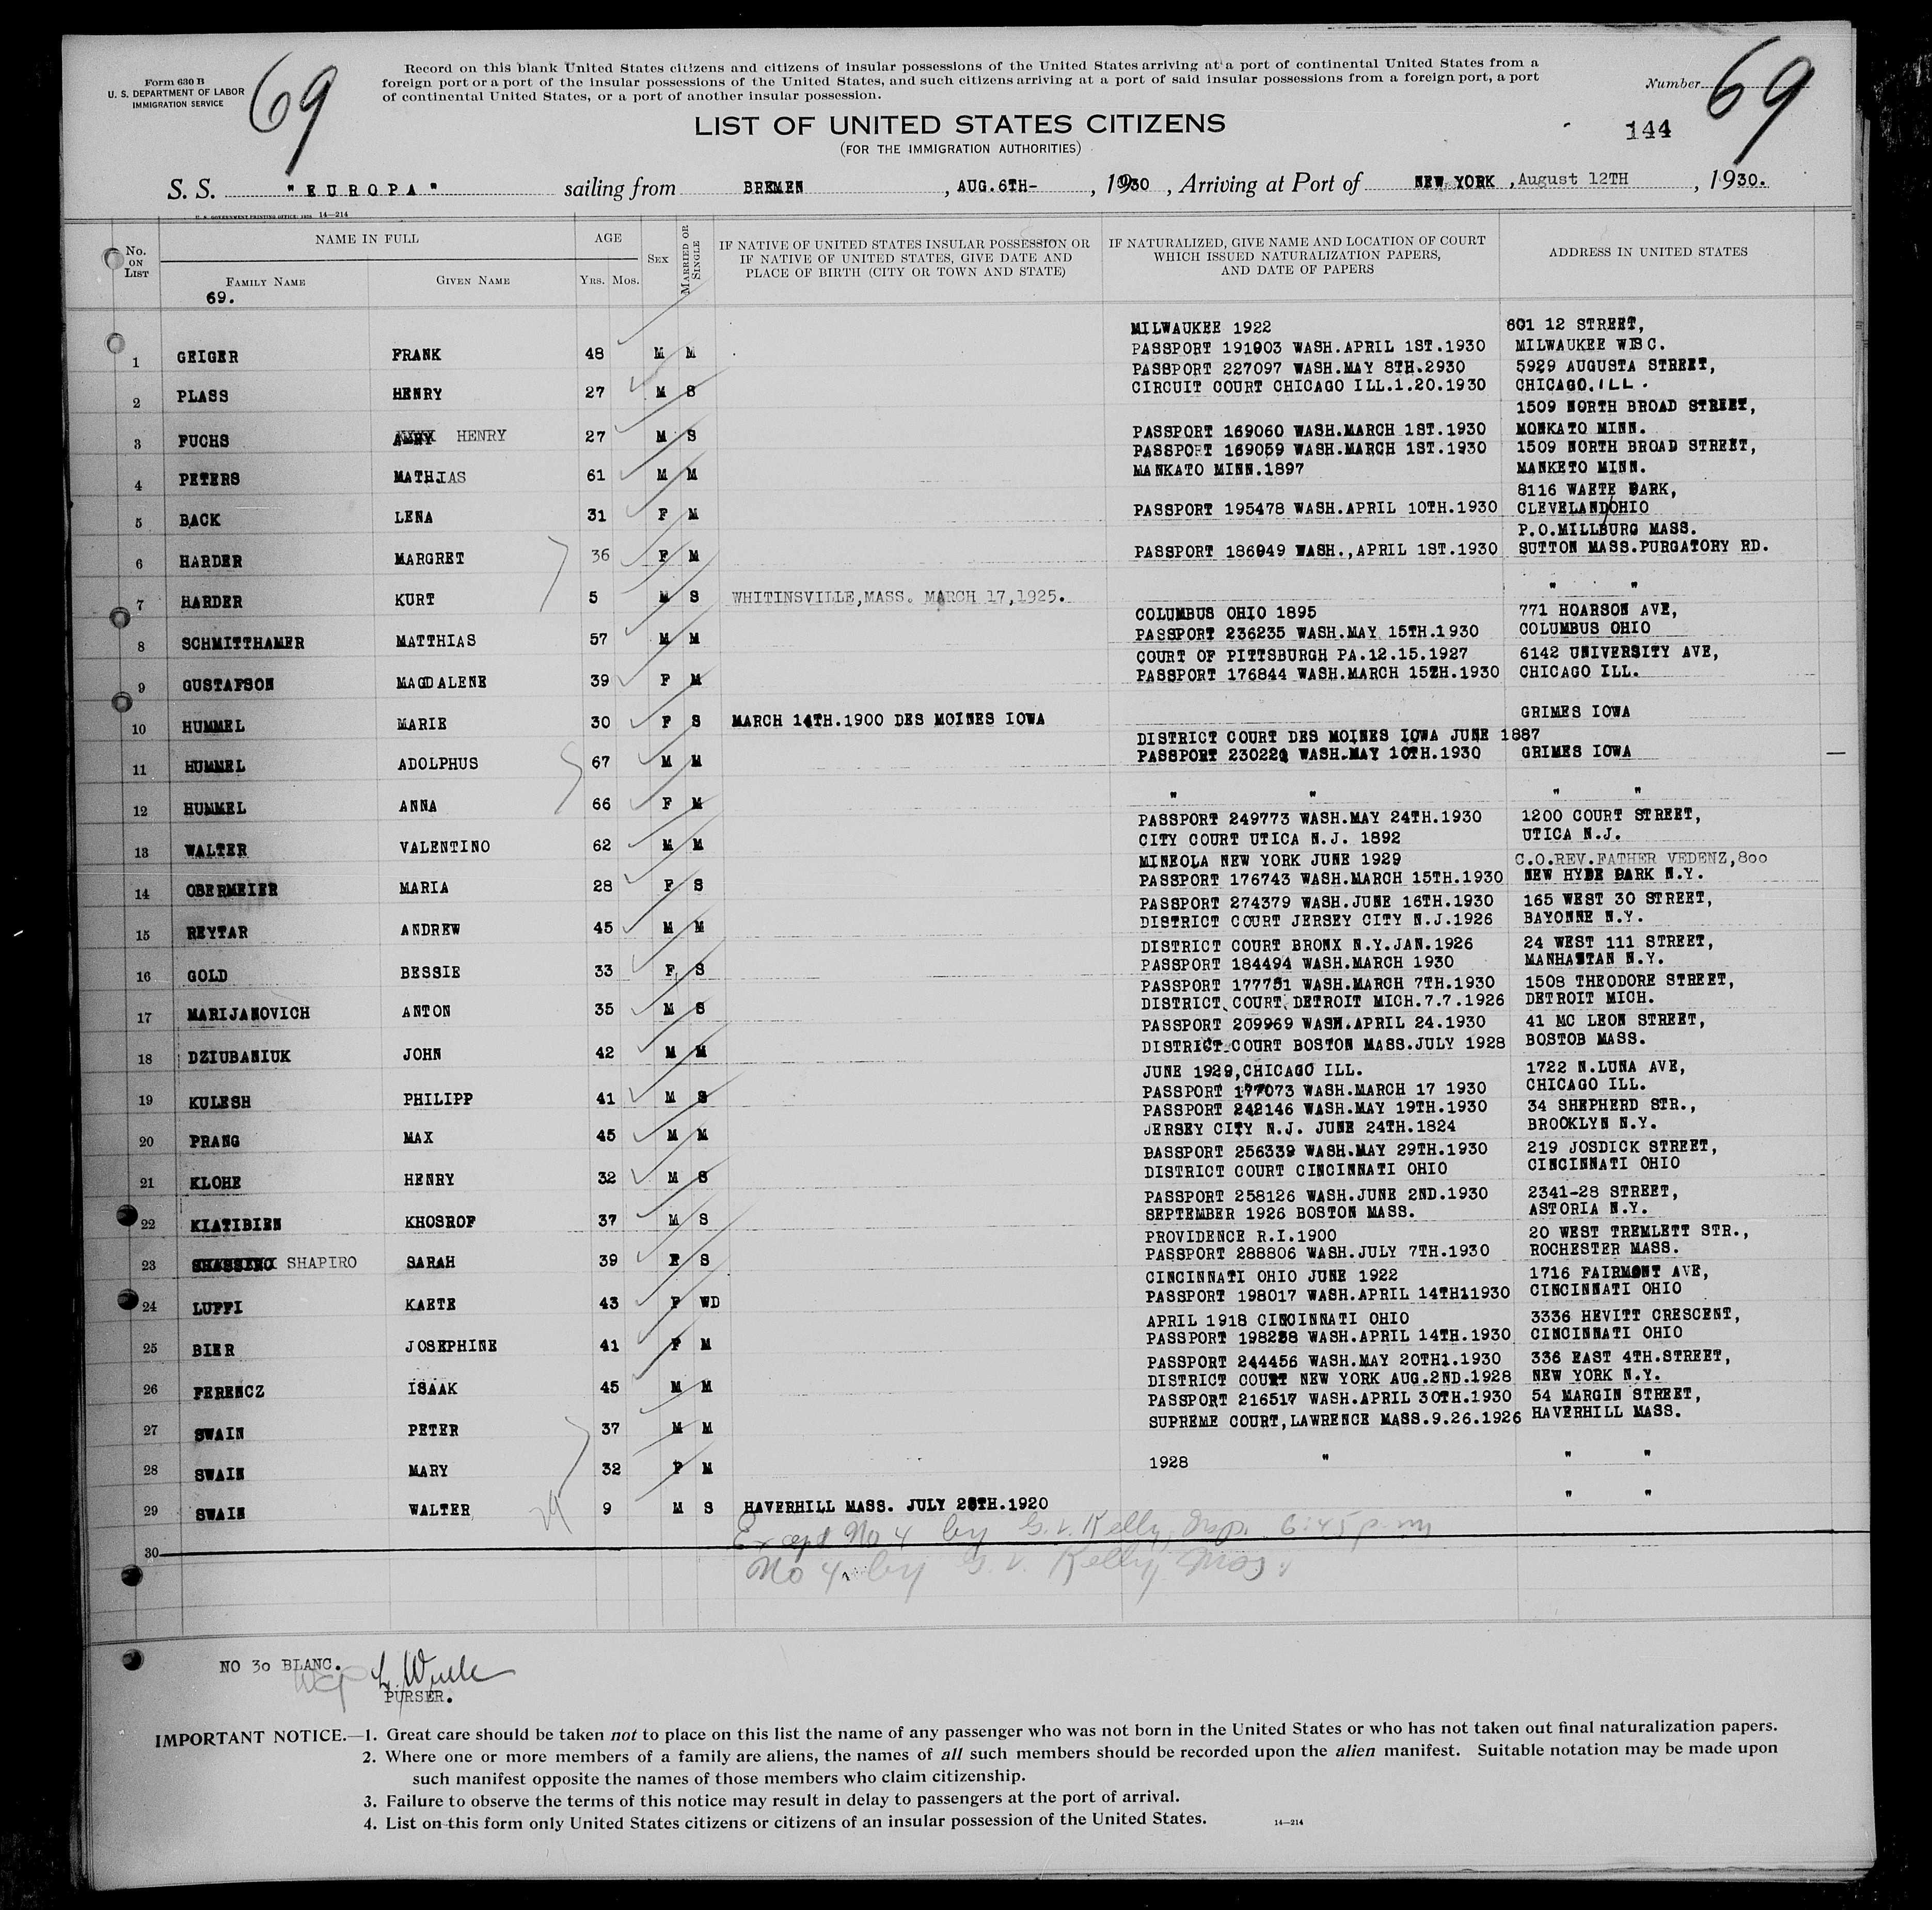 Form 630 B
U. S. DEPARTMENT OF LABOR
IMMIGRATION SERVICE
69
Record on this blank United States citizens and citizens of insular possessions of the United States arriving at a port of continental United States from a
foreign port or a port of the insular possessions of the United States, and such citizens arriving at a port of said insular possessions from a foreign port, a port
of continental United States, or a port of another insular possession.
Number 69
LIST OF UNITED STATES CITIZENS
(FOR THE IMMIGRATION AUTHORITIES)
144
S. S. "EUROPA" sailing from BREMEN, AUG.6TH-, 1930, Arriving at Port of NEW YORK, August 12TH, 1930.
U. S. GOVERNMENT PRINTING OFFICE: 14—214
No. ON LIST
NAME IN FULL
FAMILY NAME
GIVEN NAME
AGE
Yrs. Mos.
SEX
MARRIED OR SINGLE
IF NATIVE OF UNITED STATES INSULAR POSSESSION OR
IF NATIVE OF UNITED STATES, GIVE DATE AND
PLACE OF BIRTH (CITY OR TOWN AND STATE)
IF NATURALIZED, GIVE NAME AND LOCATION OF COURT
WHICH ISSUED NATURALIZATION PAPERS,
AND DATE OF PAPERS
ADDRESS IN UNITED STATES
69.
MILWAUKEE 1922 601 12 STREET,
1 GEIGER FRANK 48 M M PASSPORT 191903 WASH.APRIL 1ST.1930 MILWAUKEE WISC.
PASSPORT 227097 WASH.MAY 8TH.2930 5929 AUGUSTA STREET,
2 PLASS HENRY 27 M S CIRCUIT COURT CHICAGO ILL.1.20.1930 CHICAGO.ILL.
1509 NORTH BROAD STREET,
3 FUCHS HENRY 27 M S PASSPORT 169060 WASH.MARCH 1ST.1930 MONKATO MINN.
PASSPORT 169059 WASH.MARCH 1ST.1930 1509 NORTH BROAD STREET,
4 PETERS MATHIAS 61 M M MANKATO MINN.1897 MANKETO MINN.
8116 WAETE PARK,
5 BACK LENA 31 F M PASSPORT 195478 WASH.APRIL 10TH.1930 CLEVELAND/OHIO
P.O.MILLBURG MASS.
6 HARDER MARGRET 36 F M PASSPORT 186949 WASH.,APRIL 1ST.1930 SUTTON MASS.PURGATORY RD.
7 HARDER KURT 5 M S WHITINSVILLE,MASS. MARCH 17,1925. " "
COLUMBUS OHIO 1895 771 HOARSON AVE,
8 SCHMITTHAMER MATTHIAS 57 M M PASSPORT 236235 WASH.MAY 15TH.1930 COLUMBUS OHIO
COURT OF PITTSBURGH PA.12.15.1927 6142 UNIVERSITY AVE,
9 GUSTAFSON MAGDALENE 39 F M PASSPORT 176844 WASH.MARCH 15TH.1930 CHICAGO ILL.
10 HUMMEL MARIE 30 F S MARCH 14TH.1900 DES MOINES IOWA GRIMES IOWA
DISTRICT COURT DES MOINES IOWA JUNE 1887
11 HUMMEL ADOLPHUS 67 M M PASSPORT 230220 WASH.MAY 10TH.1930 GRIMES IOWA
12 HUMMEL ANNA 66 F M " " " "
PASSPORT 249773 WASH.MAY 24TH.1930 1200 COURT STREET,
13 WALTER VALENTINO 62 M M CITY COURT UTICA N.J. 1892 UTICA N.J.
MINEOLA NEW YORK JUNE 1929 C.O.REV.FATHER VEDENZ,800
14 OBERMEIER MARIA 28 F S PASSPORT 176743 WASH.MARCH 15TH.1930 NEW HYDE PARK N.Y.
PASSPORT 274379 WASH.JUNE 16TH.1930 165 WEST 30 STREET,
15 REYTAR ANDREW 45 M M DISTRICT COURT JERSEY CITY N.J.1926 BAYONNE N.Y.
DISTRICT COURT BRONX N.Y.JAN.1926 24 WEST 111 STREET,
16 GOLD BESSIE 33 F S PASSPORT 184494 WASH.MARCH 1930 MANHATTAN N.Y.
PASSPORT 177751 WASH.MARCH 7TH.1930 1508 THEODORE STREET,
17 MARIJANOVICH ANTON 35 M S DISTRICT COURT DETROIT MICH.7.7.1926 DETROIT MICH.
PASSPORT 209969 WASH.APRIL 24.1930 41 MC LEON STREET,
18 DZIUBANIUK JOHN 42 M M DISTRICT COURT BOSTON MASS.JULY 1928 BOSTOB MASS.
JUNE 1929,CHICAGO ILL. 1722 N.LUNA AVE,
19 KULESH PHILIPP 41 M S PASSPORT 177073 WASH.MARCH 17 1930 CHICAGO ILL.
PASSPORT 242146 WASH.MAY 19TH.1930 34 SHEPHERD STR.,
20 PRANG MAX 45 M M JERSEY CITY N.J. JUNE 24TH.1824 BROOKLYN N.Y.
PASSPORT 256339 WASH.MAY 29TH.1930 219 JOSDICK STREET,
21 KLOHE HENRY 32 M S DISTRICT COURT CINCINNATI OHIO CINCINNATI OHIO
PASSPORT 258126 WASH.JUNE 2ND.1930 2341-28 STREET,
22 KIATIBIEN KHOSROF 37 M S SEPTEMBER 1926 BOSTON MASS. ASTORIA N.Y.
PROVIDENCE R.I.1900 20 WEST TREMLETT STR.,
23 SHAPIRO SARAH 39 F S PASSPORT 288806 WASH.JULY 7TH.1930 ROCHESTER MASS.
CINCINNATI OHIO JUNE 1922 1716 FAIRMONT AVE,
24 LUFFI KAETE 43 F WD PASSPORT 198017 WASH.APRIL 14TH11930 CINCINNATI OHIO
APRIL 1918 CINCINNATI OHIO 3336 HEVITT CRESCENT,
25 BIER JOSEPHINE 41 F M PASSPORT 198288 WASH.APRIL 14TH.1930 CINCINNATI OHIO
PASSPORT 244456 WASH.MAY 20TH1.1930 336 EAST 4TH.STREET,
26 FERENCZ ISAAK 45 M M DISTRICT COURT NEW YORK AUG.2ND.1928 NEW YORK N.Y.
PASSPORT 216517 WASH.APRIL 30TH.1930 54 MARGIN STREET,
27 SWAIN PETER 37 M M SUPREME COURT,LAWRENCE MASS.9.26.1926 HAVERHILL MASS.
28 SWAIN MARY 32 F M 1928 " " "
29 SWAIN WALTER 9 M S HAVERHILL MASS. JULY 28TH.1920 " "
Except No 4 by G.V. Kelly, Insp. 6:45 p.m
30
No 4 by G. V. Kelly,
NO 30 BLANC.
PURSER.
IMPORTANT NOTICE.—1. Great care should be taken not to place on this list the name of any passenger who was not born in the United States or who has not taken out final naturalization papers.
2. Where one or more members of a family are aliens, the names of all such members should be recorded upon the alien manifest. Suitable notation may be made upon
such manifest opposite the names of those members who claim citizenship.
3. Failure to observe the terms of this notice may result in delay to passengers at the port of arrival.
4. List on this form only United States citizens or citizens of an insular possession of the United States.
14—214